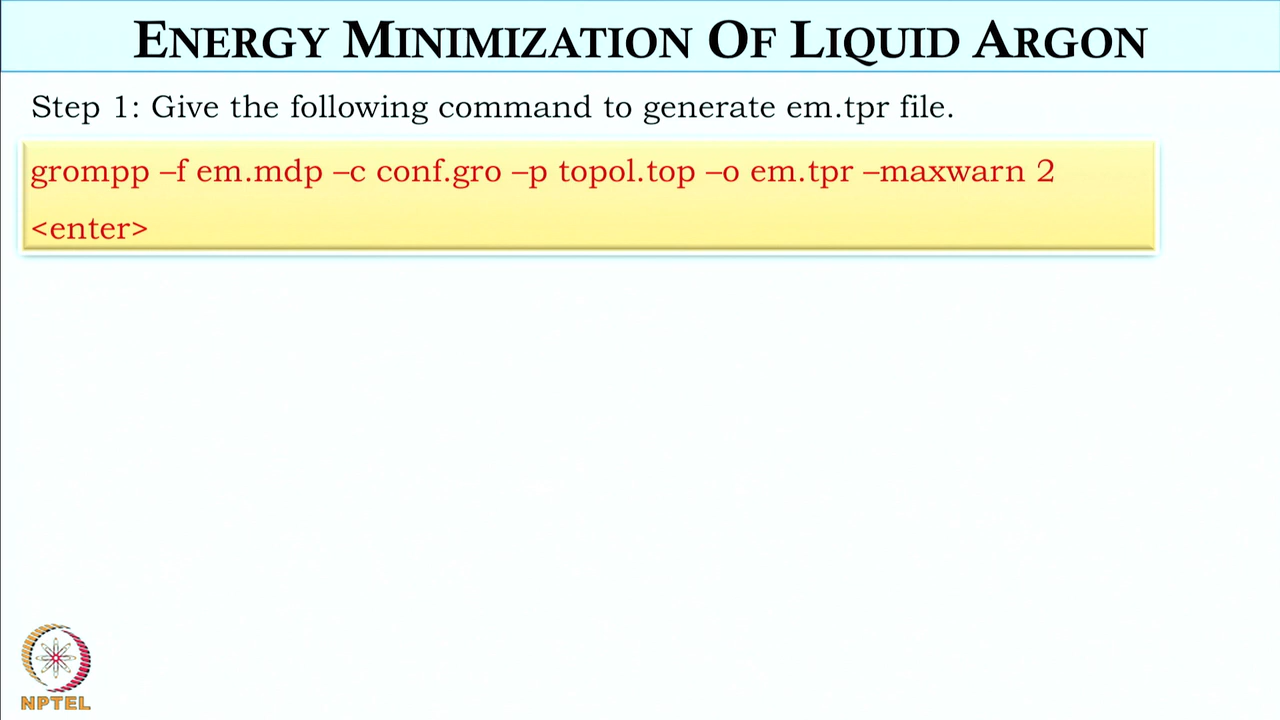 ENERGY MINIMIZATION OF LIQUID ARGON
Step 1: Give the following command to generate em.tpr file.
grompp –f em.mdp –c conf.gro –p topol.top –o em.tpr –maxwarn 2
<enter>
NPTEL